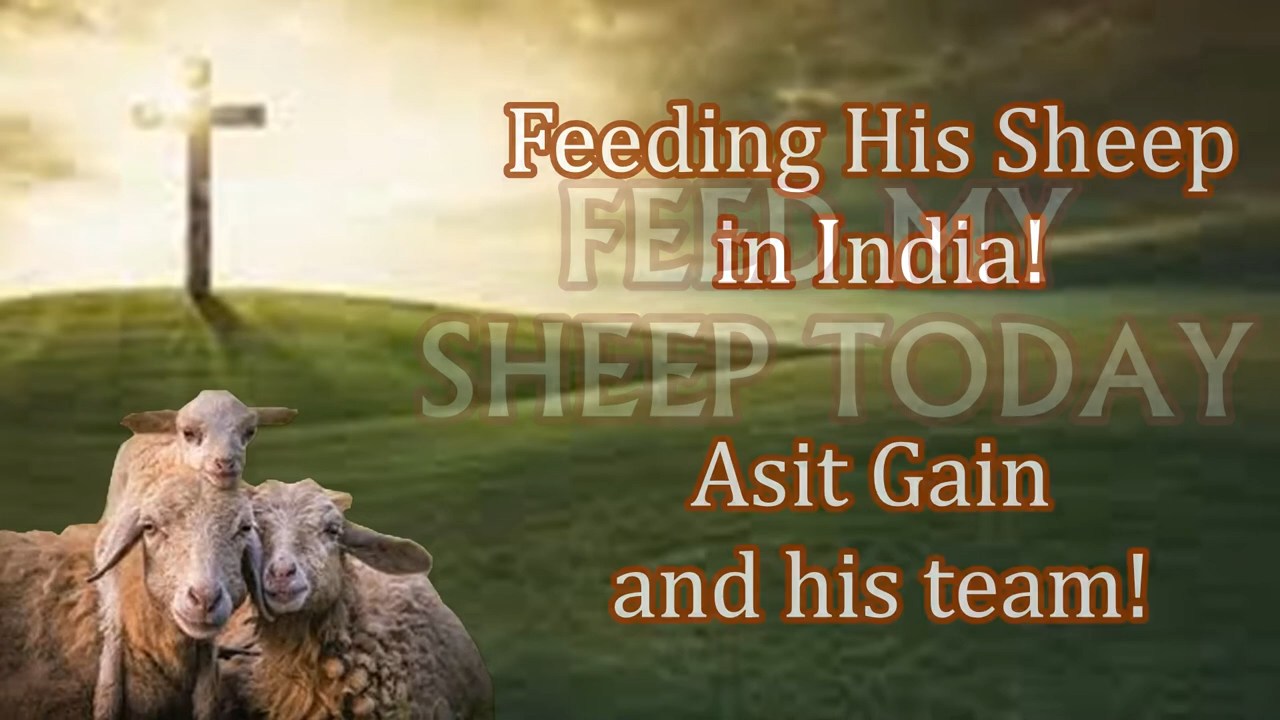 Feeding His Sheep
FEED MY
in India!
SHEEP TODAY
Asit Gain
and his team!